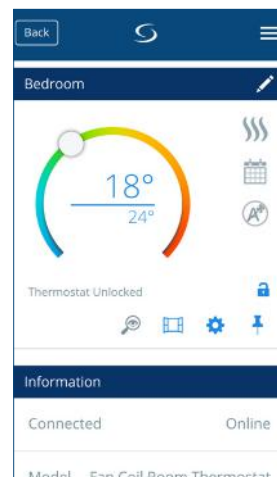 Back
Bedroom
18°
24°
A+
Thermostat Unlocked
Information
Connected Online
Model Fan Coil Room Thermostat